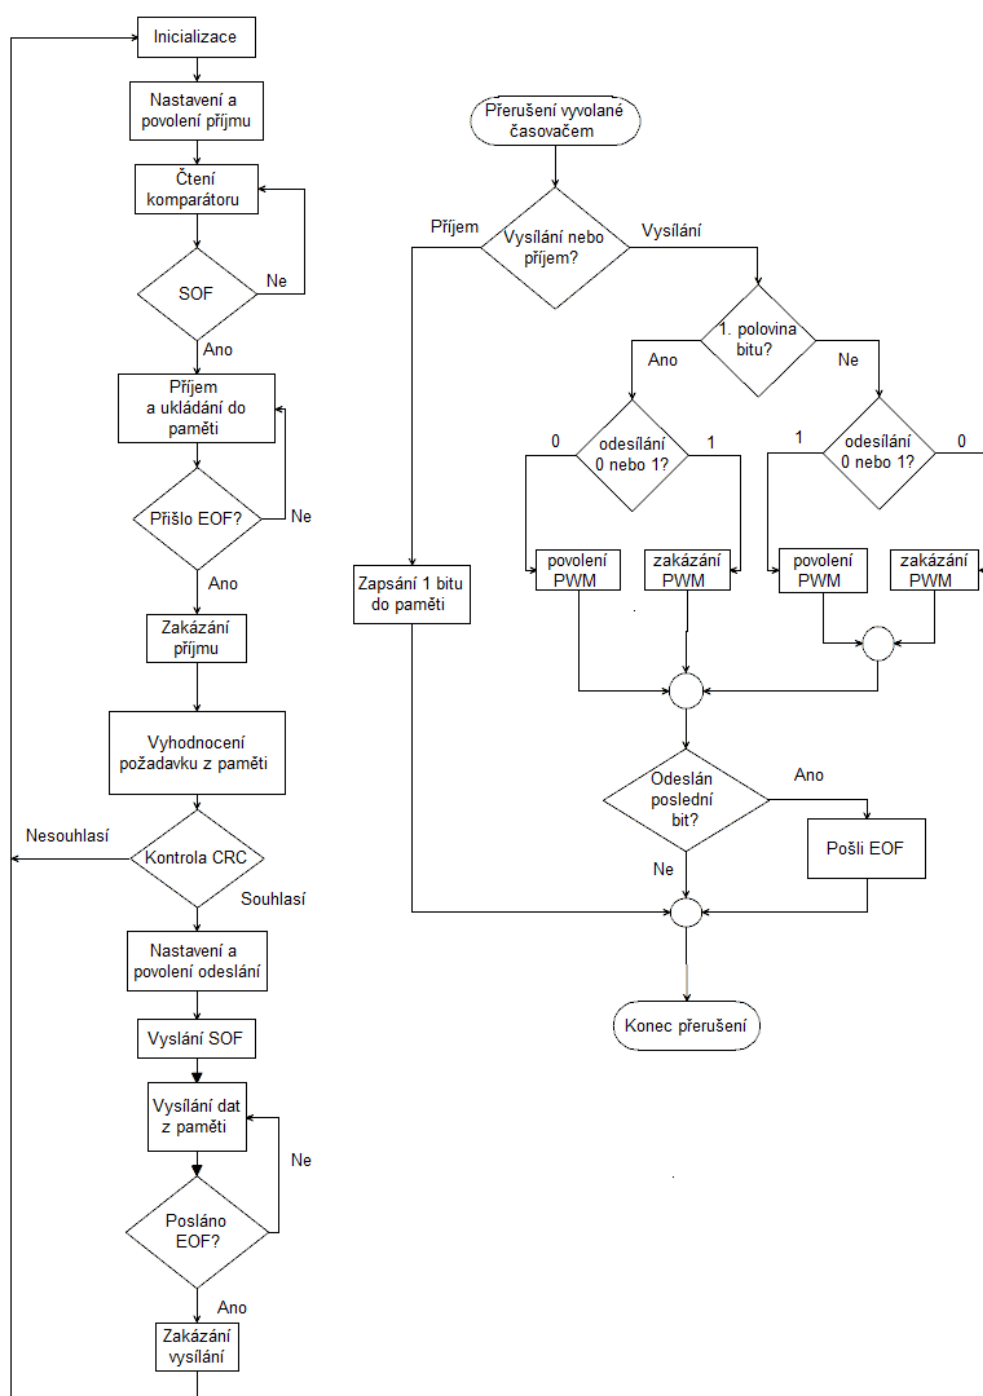 Inicializace
Nastavení a
povolení příjmu
Čtení
komparátoru
SOF
Ne
Ano
Příjem
a ukládání do
paměti
Přišlo EOF?
Ne
Ano
Zakázání
příjmu
Vyhodnocení
požadavku z paměti
Nesouhlasí
Kontrola CRC
Souhlasí
Nastavení a
povolení odeslání
Vyslání SOF
Vysílání dat
z paměti
Ne
Posláno
EOF?
Ano
Zakázání
vysílání
Přerušení vyvolané
časovačem
Příjem
Vysílání nebo
příjem?
Vysílání
1. polovina
bitu?
Ano
Ne
0
odesílání
0 nebo 1?
1
1
odesílání
0 nebo 1?
0
Zapsání 1 bitu
do paměti
povolení
PWM
zakázání
PWM
povolení
PWM
zakázání
PWM
Odeslán
poslední
bit?
Ano
Ne
Pošli EOF
Konec přerušení